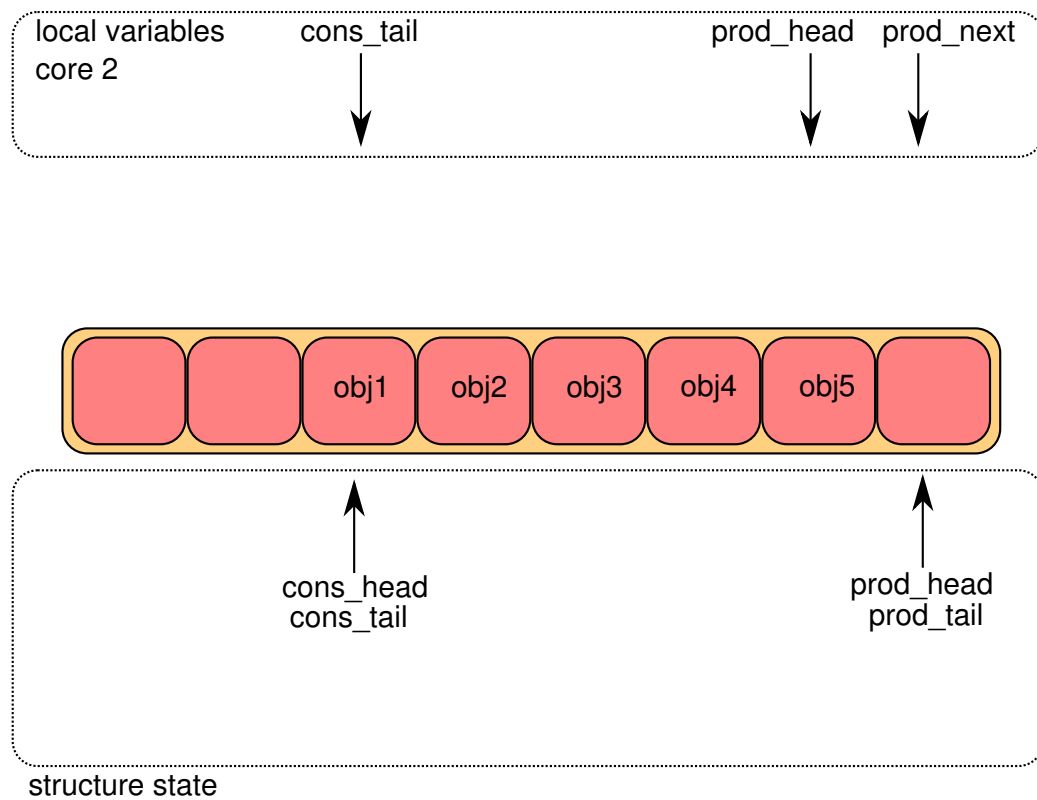 local variables
core 2
cons_tail
prod_head
prod_next
obj1
obj2
obj3
obj4
obj5
cons_head
cons_tail
prod_head
prod_tail
structure state